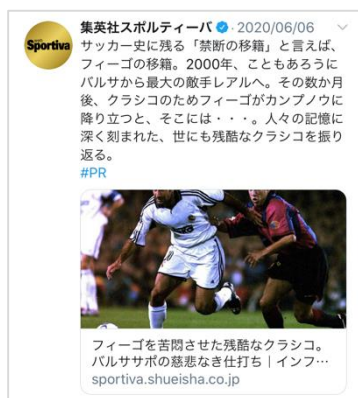 集英社スポルティーバ · 2020/06/06
Sportiva
サッカー史に残る「禁断の移籍」と言えば、
フィーゴの移籍。2000年、こともあろうに
バルサから最大の敵手レアルへ。その数か月
後、クラシコのためフィーゴがカンプノウに
降り立つと、そこには・・・。人々の記憶に
深く刻まれた、世にも残酷なクラシコを振り
返る。
#PR
フィーゴを苦悶させた残酷なクラシコ。
バルササポの慈悲なき仕打ち｜インフ…
sportiva.shueisha.co.jp